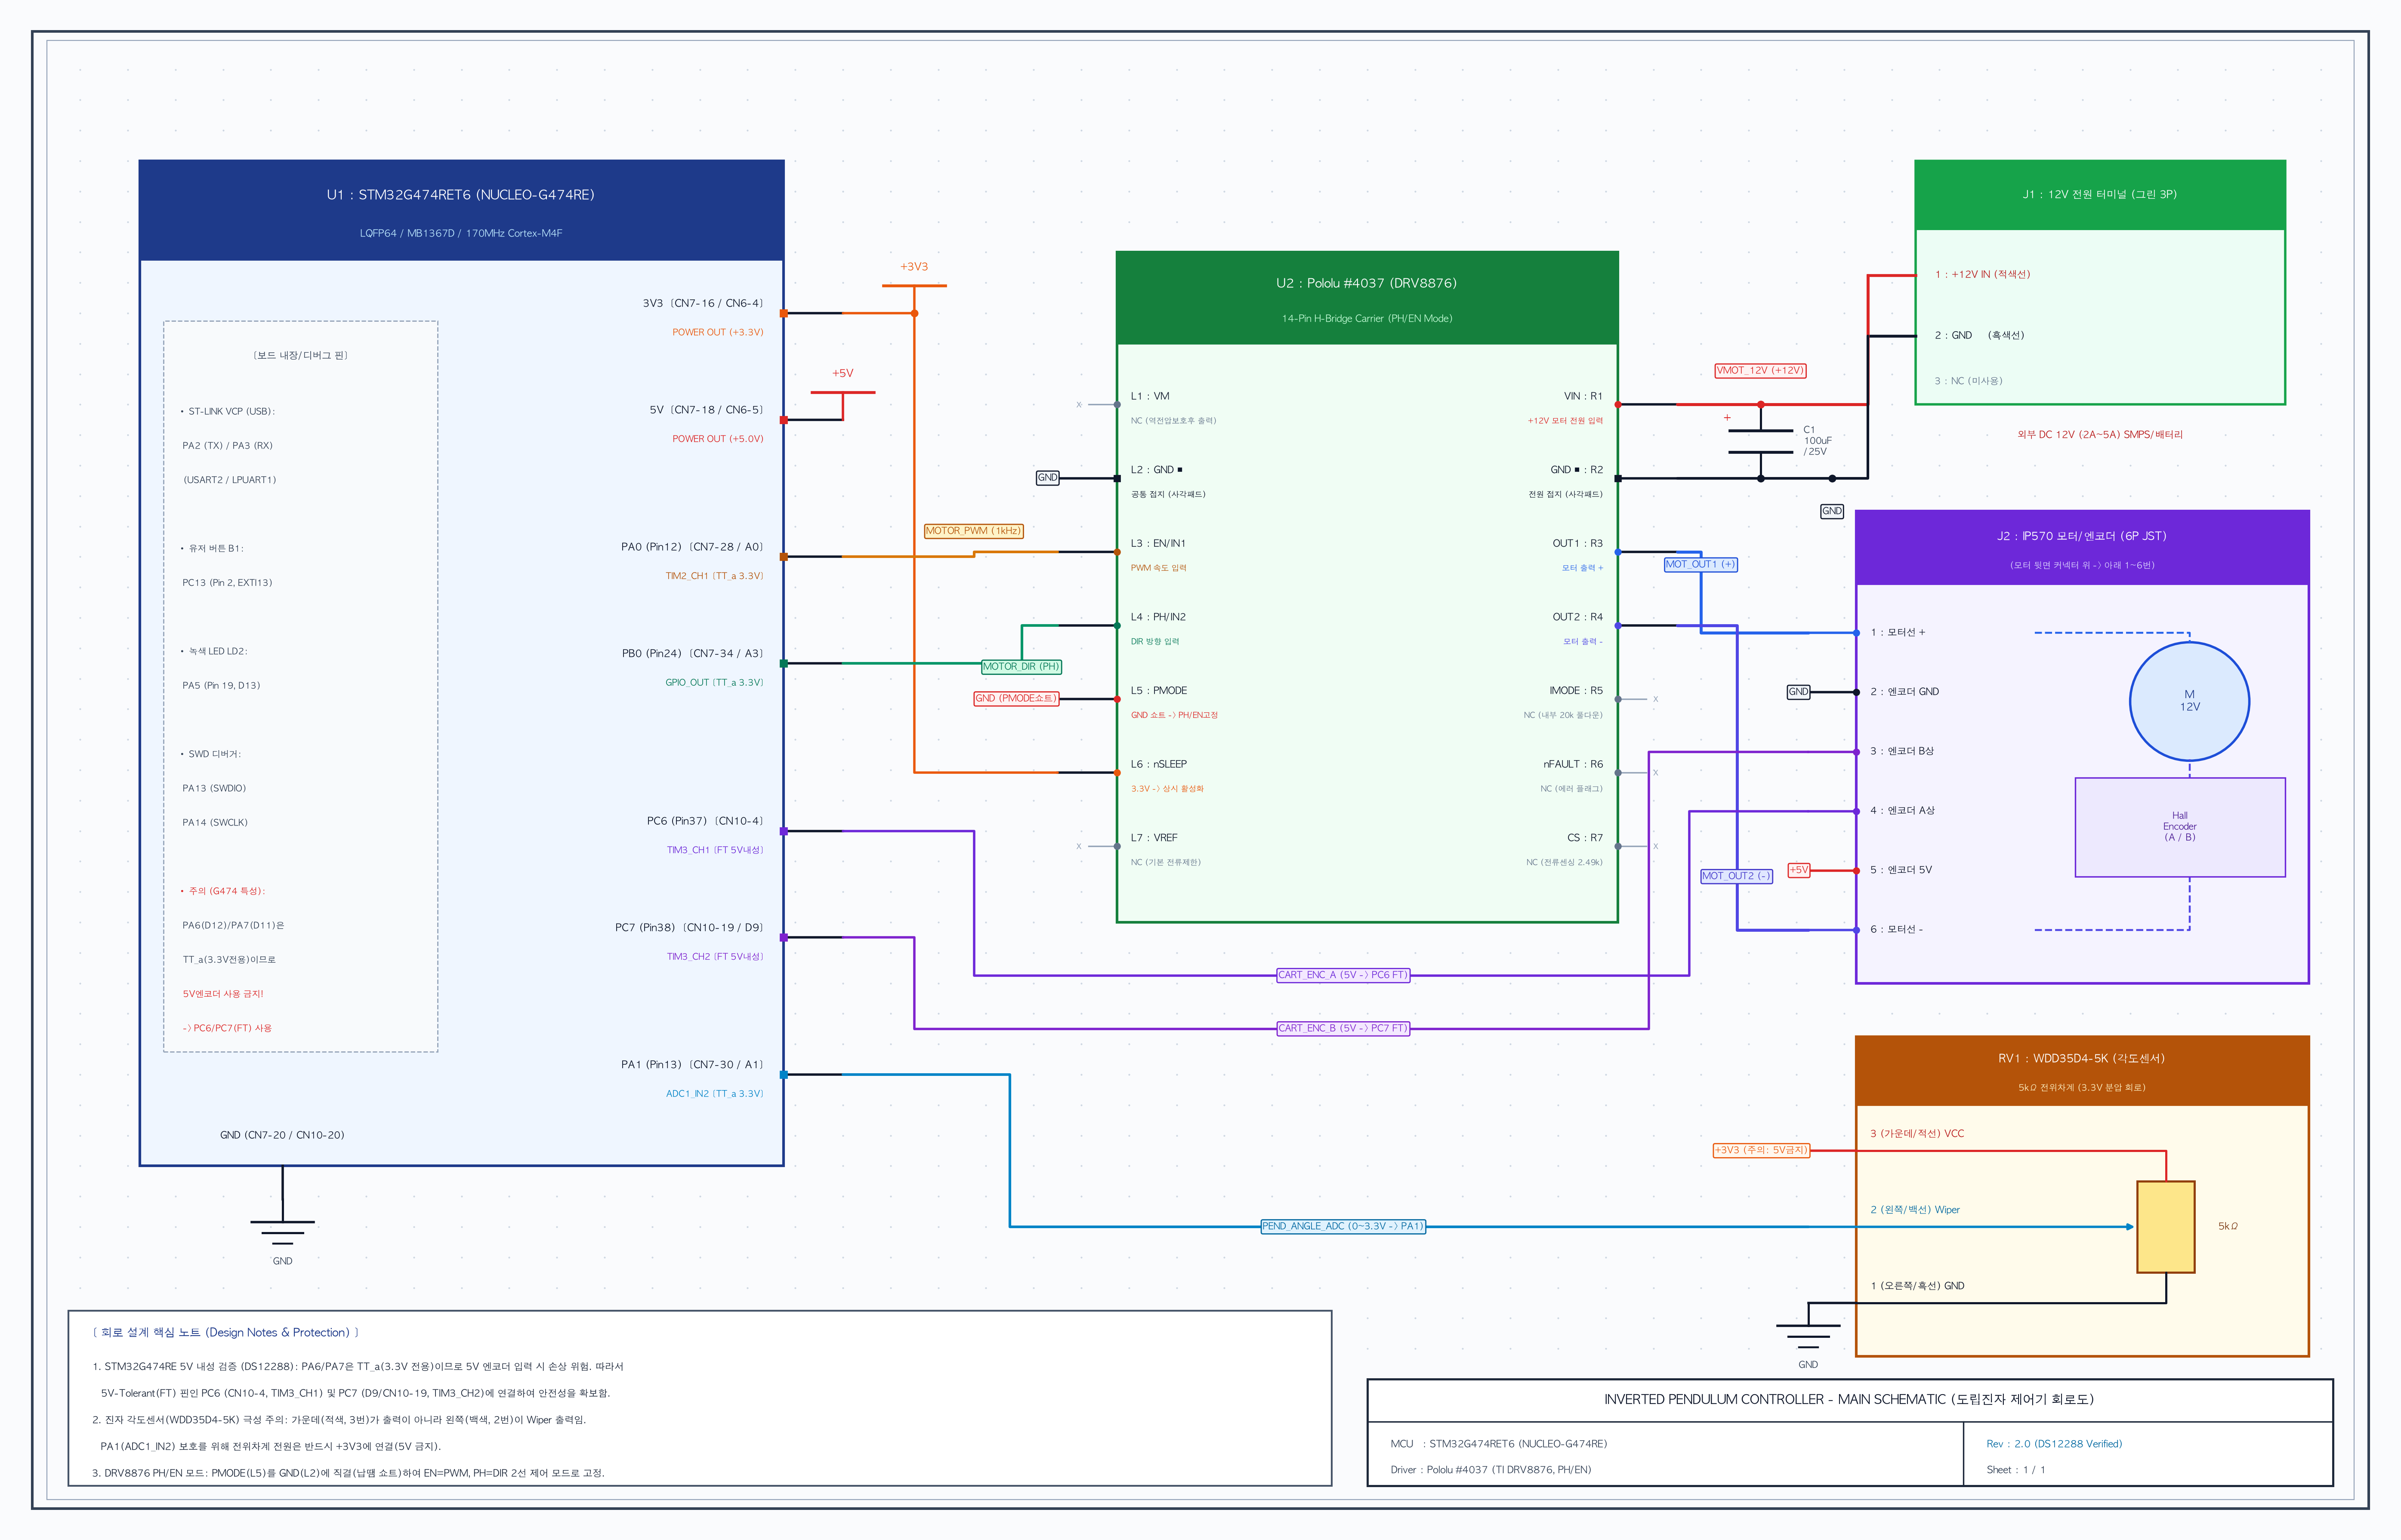 U1 : STM32G474RET6 (NUCLEO-G474RE)
LQFP64 / MB1367D / 170MHz Cortex-M4F
[보드 내장/디버그 핀]
• ST-LINK VCP (USB):
PA2 (TX) / PA3 (RX)
(USART2 / LPUART1)
• 유저 버튼 B1:
PC13 (Pin 2, EXTI13)
• 녹색 LED LD2:
PA5 (Pin 19, D13)
• SWD 디버거:
PA13 (SWDIO)
PA14 (SWCLK)
• 주의 (G474 특성):
PA6(D12)/PA7(D11)은
TT_a(3.3V전용)이므로
5V엔코더 사용 금지!
-> PC6/PC7(FT) 사용
3V3 [CN7-16 / CN6-4]
POWER OUT (+3.3V)
5V [CN7-18 / CN6-5]
POWER OUT (+5.0V)
PA0 (Pin12) [CN7-28 / A0]
TIM2_CH1 [TT_a 3.3V]
PB0 (Pin24) [CN7-34 / A3]
GPIO_OUT [TT_a 3.3V]
PC6 (Pin37) [CN10-4]
TIM3_CH1 [FT 5V내성]
PC7 (Pin38) [CN10-19 / D9]
TIM3_CH2 [FT 5V내성]
PA1 (Pin13) [CN7-30 / A1]
ADC1_IN2 [TT_a 3.3V]
GND (CN7-20 / CN10-20)
GND
+3V3
+5V
GND
MOTOR_PWM (1kHz)
MOTOR_DIR (PH)
GND (PMODE쇼트)
U2 : Pololu #4037 (DRV8876)
14-Pin H-Bridge Carrier (PH/EN Mode)
X
L1 : VM
NC (역전압보호후 출력)
L2 : GND ■
공통 접지 (사각패드)
L3 : EN/IN1
PWM 속도 입력
L4 : PH/IN2
DIR 방향 입력
L5 : PMODE
GND 쇼트 -> PH/EN고정
L6 : nSLEEP
3.3V -> 상시 활성화
X
L7 : VREF
NC (기본 전류제한)
VIN : R1
+12V 모터 전원 입력
GND ■ : R2
전원 접지 (사각패드)
OUT1 : R3
모터 출력 +
OUT2 : R4
모터 출력 -
IMODE : R5
X
NC (내부 20k 풀다운)
nFAULT : R6
X
NC (에러 플래그)
CS : R7
X
NC (전류센싱 2.49k)
VMOT_12V (+12V)
+
C1
100uF
/25V
GND
MOT_OUT1 (+)
MOT_OUT2 (-)
CART_ENC_A (5V -> PC6 FT)
CART_ENC_B (5V -> PC7 FT)
PEND_ANGLE_ADC (0~3.3V -> PA1)
J1 : 12V 전원 터미널 (그린 3P)
1 : +12V IN (적색선)
2 : GND (흑색선)
3 : NC (미사용)
외부 DC 12V (2A~5A) SMPS/배터리
J2 : IP570 모터/엔코더 (6P JST)
(모터 뒷면 커넥터 위 -> 아래 1~6번)
1 : 모터선 +
GND
2 : 엔코더 GND
3 : 엔코더 B상
4 : 엔코더 A상
+5V
5 : 엔코더 5V
6 : 모터선 -
M
12V
Hall
Encoder
(A / B)
RV1 : WDD35D4-5K (각도센서)
5kΩ 전위차계 (3.3V 분압 회로)
+3V3 (주의: 5V금지)
3 (가운데/적선) VCC
2 (왼쪽/백선) Wiper
5kΩ
1 (오른쪽/흑선) GND
GND
[ 회로 설계 핵심 노트 (Design Notes & Protection) ]
1. STM32G474RE 5V 내성 검증 (DS12288): PA6/PA7은 TT_a(3.3V 전용)이므로 5V 엔코더 입력 시 손상 위험. 따라서
5V-Tolerant(FT) 핀인 PC6 (CN10-4, TIM3_CH1) 및 PC7 (D9/CN10-19, TIM3_CH2)에 연결하여 안전성을 확보함.
2. 진자 각도센서(WDD35D4-5K) 극성 주의: 가운데(적색, 3번)가 출력이 아니라 왼쪽(백색, 2번)이 Wiper 출력임.
PA1(ADC1_IN2) 보호를 위해 전위차계 전원은 반드시 +3V3에 연결(5V 금지).
3. DRV8876 PH/EN 모드: PMODE(L5)를 GND(L2)에 직결(납땜 쇼트)하여 EN=PWM, PH=DIR 2선 제어 모드로 고정.
INVERTED PENDULUM CONTROLLER - MAIN SCHEMATIC (도립진자 제어기 회로도)
MCU : STM32G474RET6 (NUCLEO-G474RE)
Driver : Pololu #4037 (TI DRV8876, PH/EN)
Rev : 2.0 (DS12288 Verified)
Sheet : 1 / 1